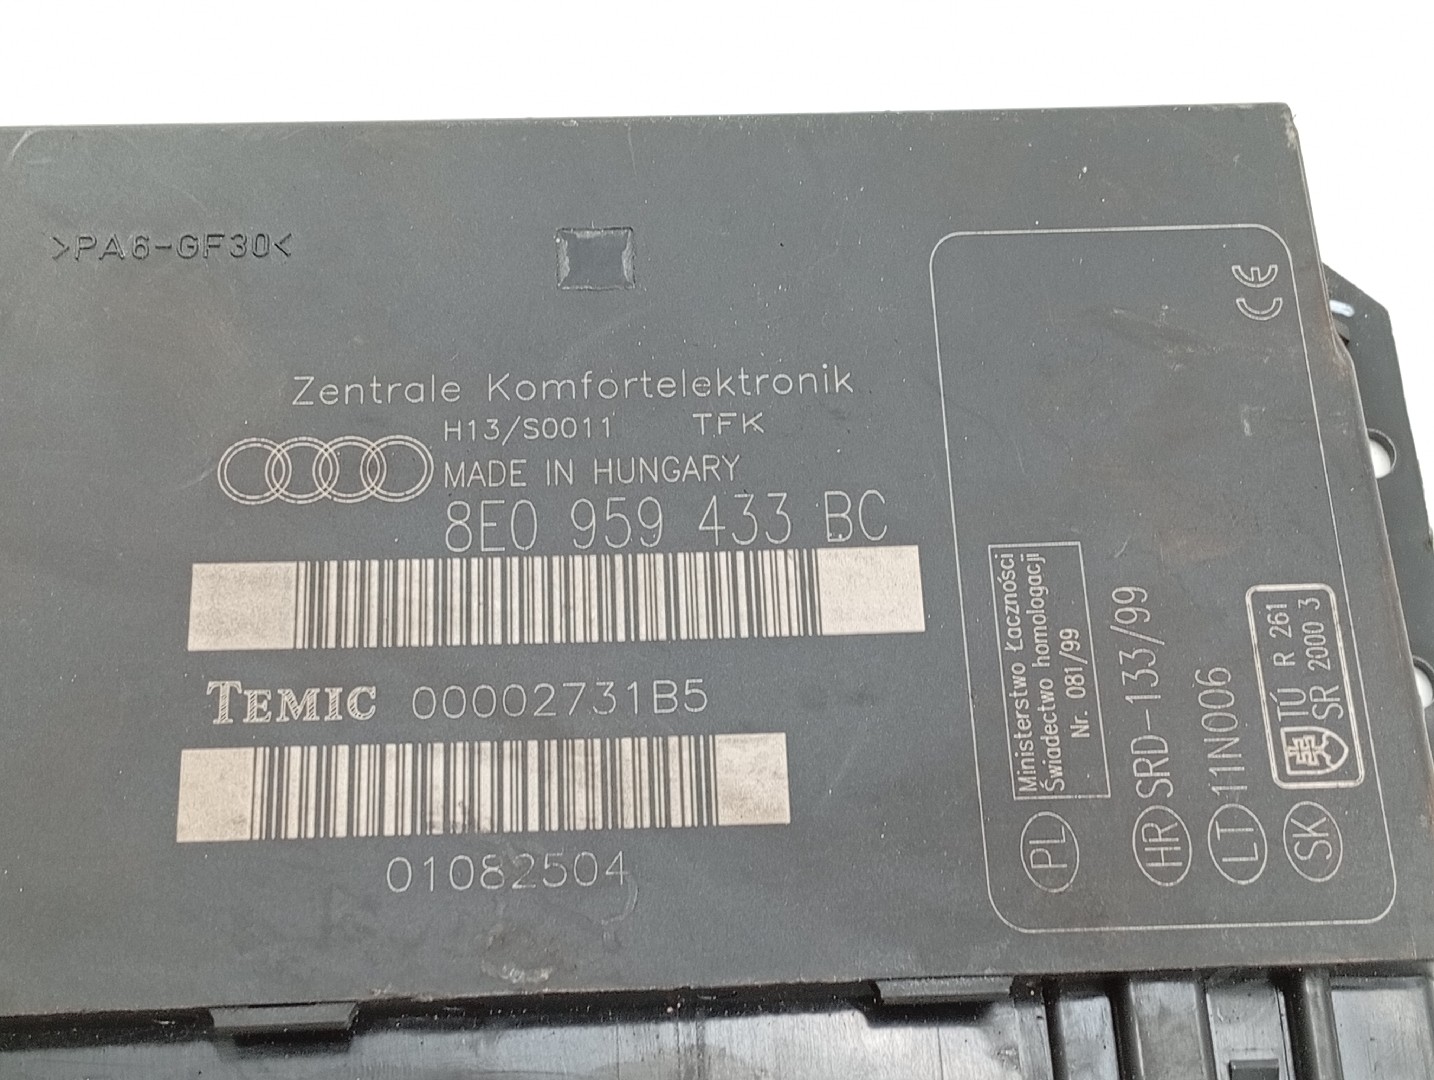 >PA6-GF30<
Zentrale Komfortelektronik
H13/S0011 TFK
MADE IN HUNGARY
8E0 959 433 BC
TEMIC 00002731B5
01082504
CE
Ministerstwo Łączności
Świadectwo homologacji
Nr. 081/99
PL
HR SRD-133/99
LT 11N006
SK TÚ R 261
SR 2000 3